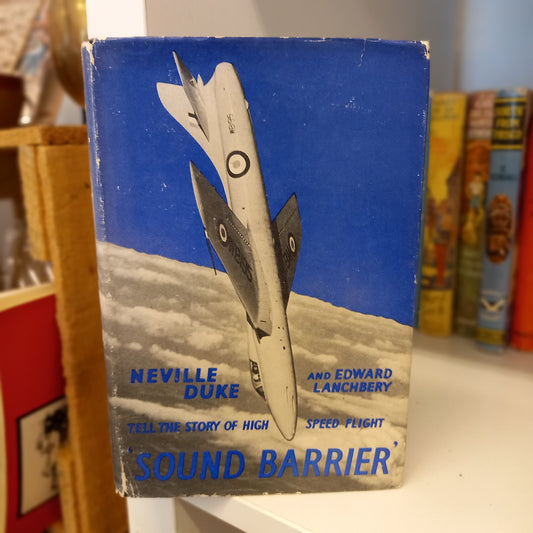 NEVILLE DUKE
AND EDWARD LANCHBERY
TELL THE STORY OF HIGH SPEED FLIGHT
'SOUND BARRIER'